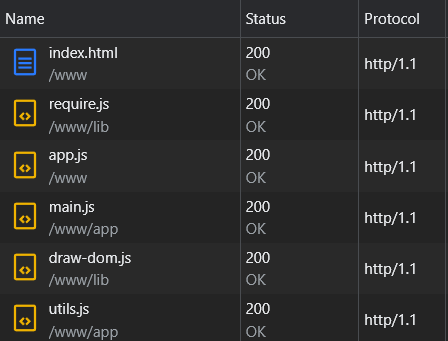 Name Status Protocol
index.html 200 http/1.1
/www OK
require.js 200 http/1.1
/www/lib OK
app.js 200 http/1.1
/www OK
main.js 200 http/1.1
/www/app OK
draw-dom.js 200 http/1.1
/www/lib OK
utils.js 200 http/1.1
/www/app OK